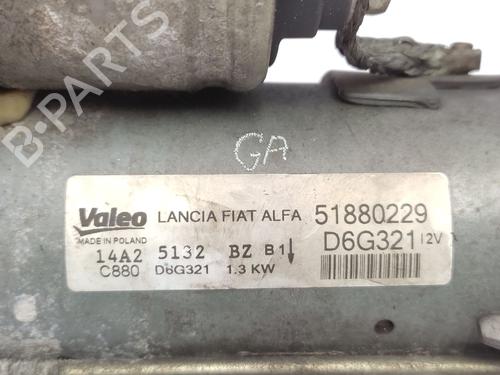 B-PARTS
GA
Valeo LANCIA FIAT ALFA 51880229
MADE IN POLAND D6G321 12V
14A2 5132 BZ B1
C880 D6G321 1.3 KW